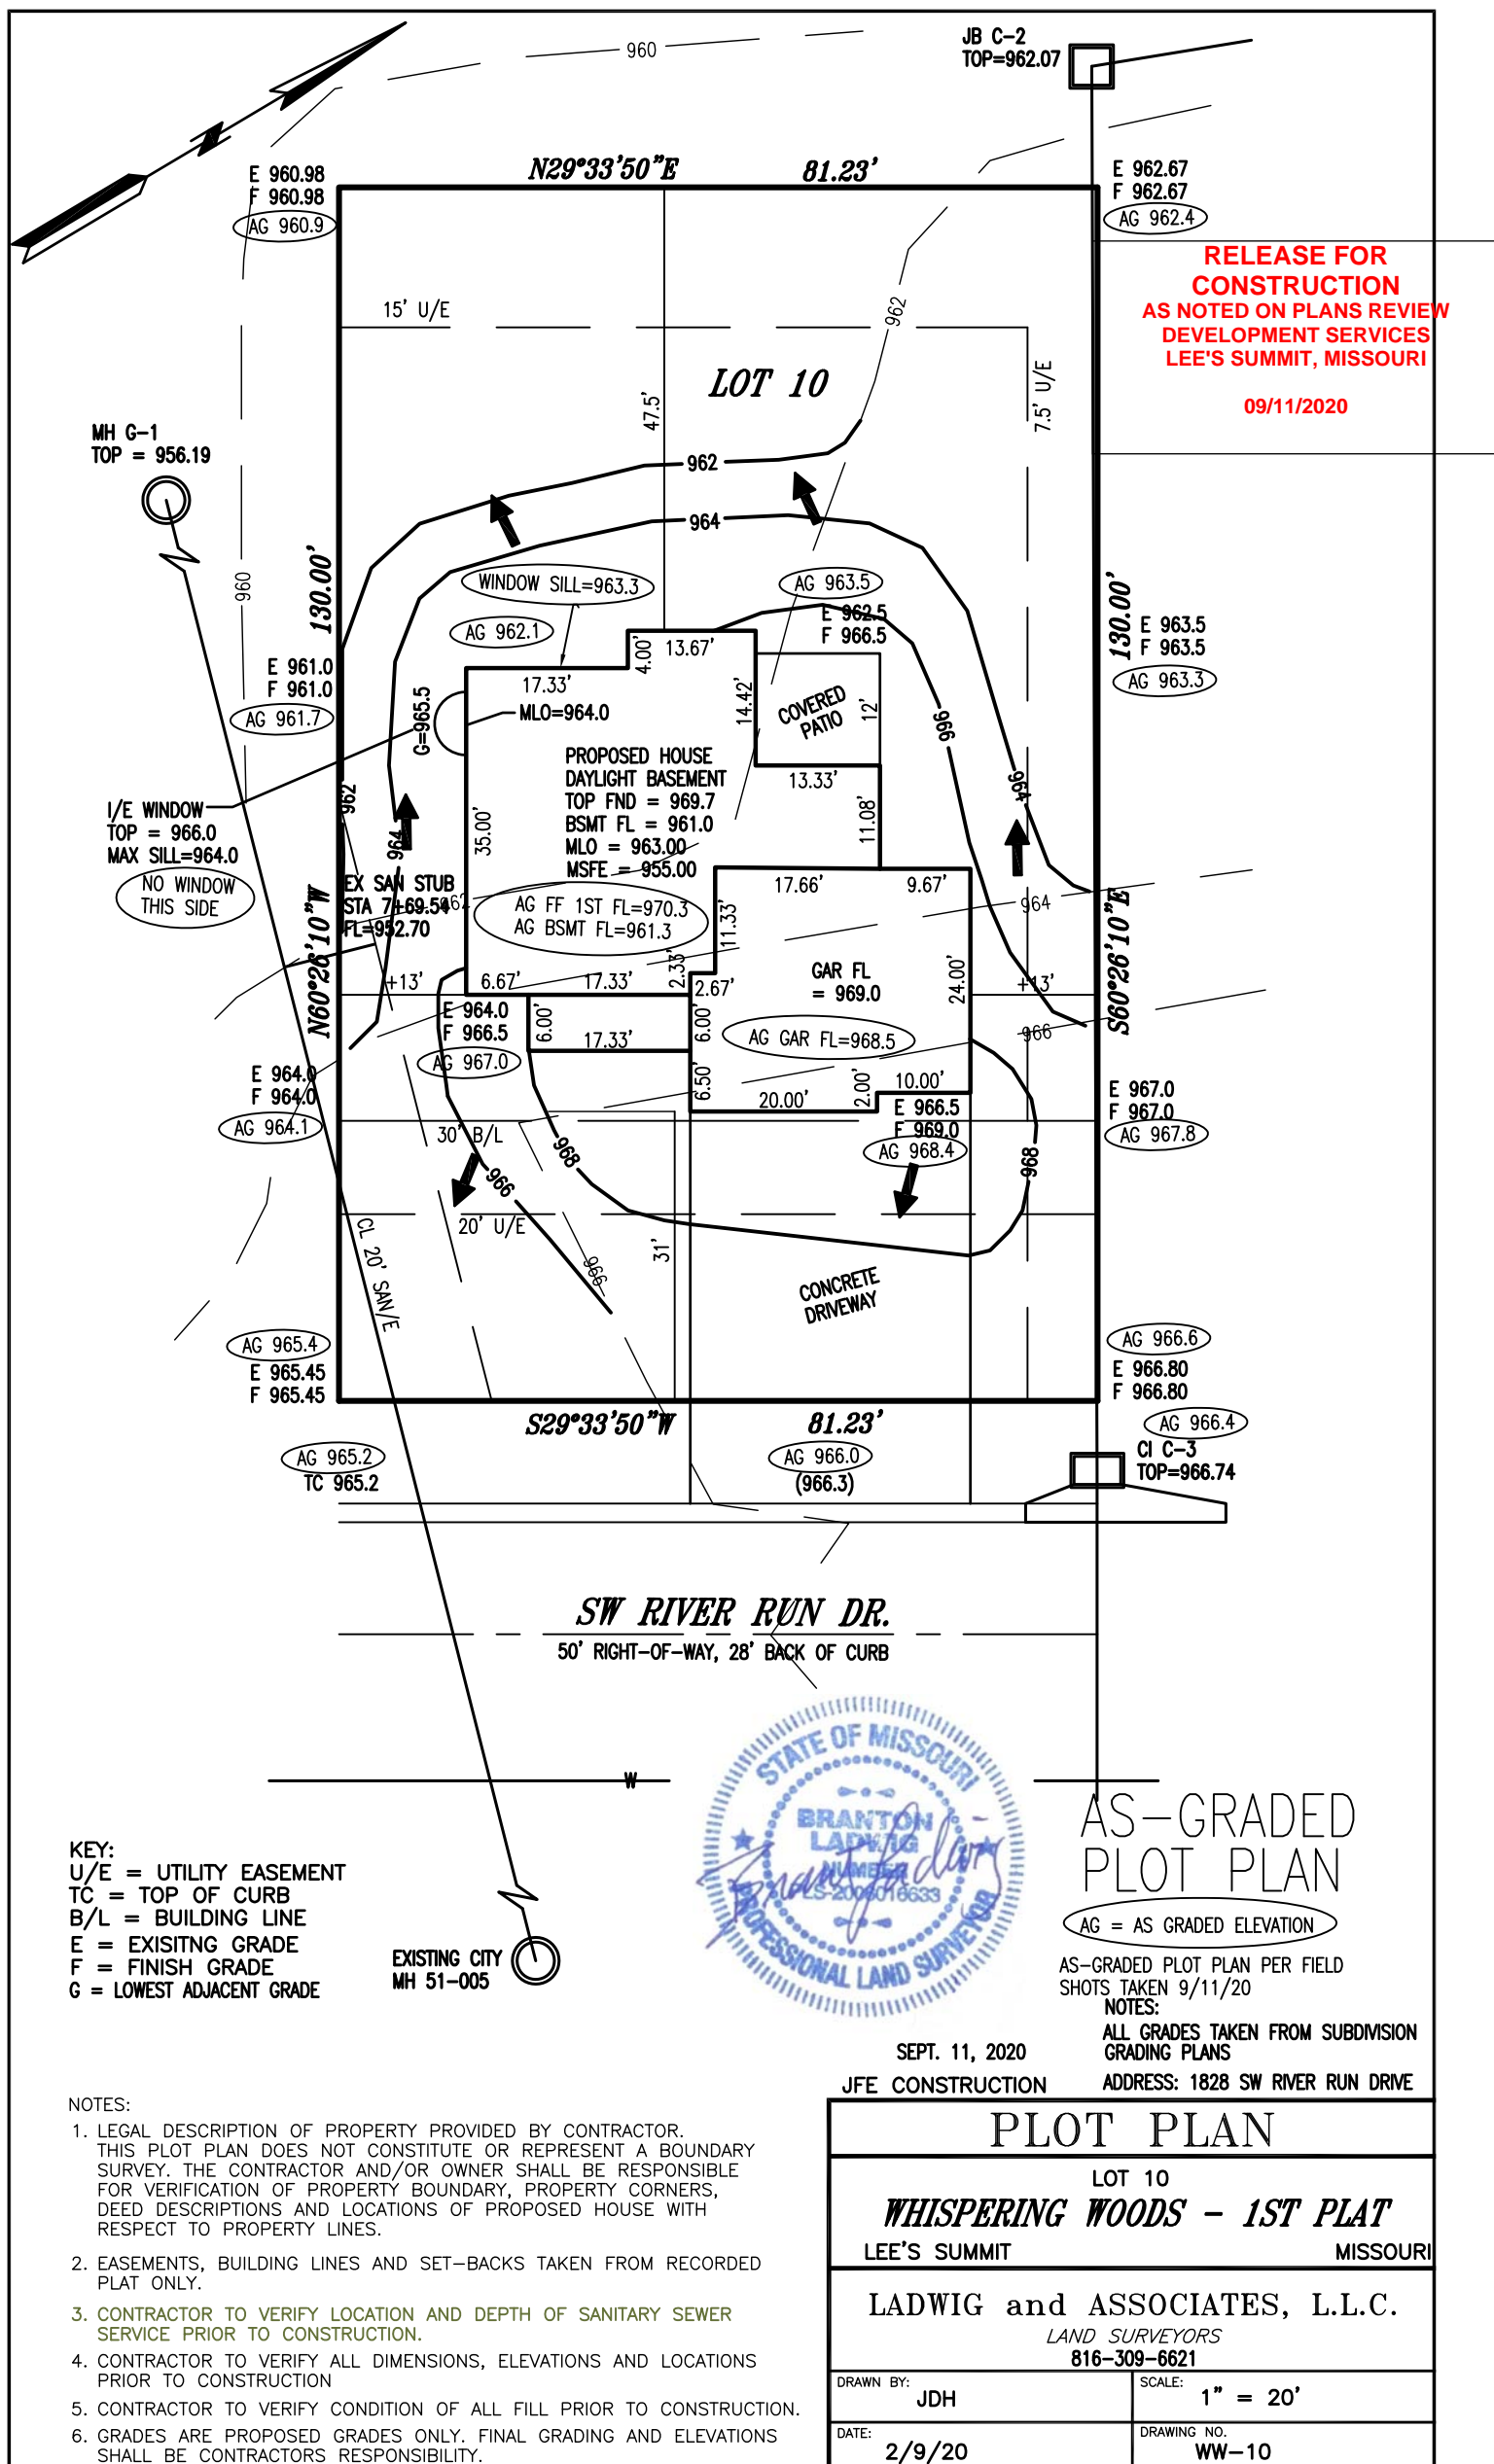 960
JB C-2
TOP=962.07
N29°33'50"E 81.23'
E 960.98
F 960.98
AG 960.9
E 962.67
F 962.67
AG 962.4
RELEASE FOR
CONSTRUCTION
AS NOTED ON PLANS REVIEW
DEVELOPMENT SERVICES
LEE'S SUMMIT, MISSOURI
09/11/2020
15' U/E
962
LOT 10
47.5'
7.5' U/E
MH G-1
TOP = 956.19
962
964
960
130.00'
130.00'
WINDOW SILL=963.3
AG 963.5
AG 962.1
E 962.5
F 966.5
E 963.5
F 963.5
AG 963.3
4.00'
13.67'
E 961.0
F 961.0
AG 961.7
17.33'
G=965.5
MLO=964.0
14.42'
COVERED
PATIO
12'
966
PROPOSED HOUSE
DAYLIGHT BASEMENT
TOP FND = 969.7
BSMT FL = 961.0
MLO = 963.00
MSFE = 955.00
13.33'
11.08'
964
I/E WINDOW
TOP = 966.0
MAX SILL=964.0
NO WINDOW
THIS SIDE
962
964
35.00'
EX SAN STUB
STA 7+69.54
FL=952.70
962
AG FF 1ST FL=970.3
AG BSMT FL=961.3
17.66'
9.67'
11.33'
964
N60°26'10"W
S60°26'10"E
+13'
6.67'
17.33'
2.33'
2.67'
GAR FL
= 969.0
24.00'
+13'
E 964.0
F 966.5
AG 967.0
6.00'
17.33'
6.00'
AG GAR FL=968.5
966
E 964.0
F 964.0
AG 964.1
6.50'
20.00'
2.00'
10.00'
E 966.5
F 969.0
AG 968.4
E 967.0
F 967.0
AG 967.8
30' B/L
968
966
968
20' U/E
CL 20' SAN/E
31'
966
CONCRETE
DRIVEWAY
AG 965.4
E 965.45
F 965.45
AG 966.6
E 966.80
F 966.80
S29°33'50"W 81.23'
AG 966.4
AG 965.2
TC 965.2
AG 966.0
(966.3)
CI C-3
TOP=966.74
SW RIVER RUN DR.
50' RIGHT-OF-WAY, 28' BACK OF CURB
W
STATE OF MISSOURI
BRANTON
LADWIG
NUMBER
LS-2006016633
PROFESSIONAL LAND SURVEYOR
AS-GRADED
PLOT PLAN
AG = AS GRADED ELEVATION
AS-GRADED PLOT PLAN PER FIELD
SHOTS TAKEN 9/11/20
KEY:
U/E = UTILITY EASEMENT
TC = TOP OF CURB
B/L = BUILDING LINE
E = EXISITNG GRADE
F = FINISH GRADE
G = LOWEST ADJACENT GRADE
EXISTING CITY
MH 51-005
NOTES:
ALL GRADES TAKEN FROM SUBDIVISION
GRADING PLANS
SEPT. 11, 2020
JFE CONSTRUCTION
ADDRESS: 1828 SW RIVER RUN DRIVE
NOTES:
1. LEGAL DESCRIPTION OF PROPERTY PROVIDED BY CONTRACTOR.
THIS PLOT PLAN DOES NOT CONSTITUTE OR REPRESENT A BOUNDARY
SURVEY. THE CONTRACTOR AND/OR OWNER SHALL BE RESPONSIBLE
FOR VERIFICATION OF PROPERTY BOUNDARY, PROPERTY CORNERS,
DEED DESCRIPTIONS AND LOCATIONS OF PROPOSED HOUSE WITH
RESPECT TO PROPERTY LINES.
2. EASEMENTS, BUILDING LINES AND SET-BACKS TAKEN FROM RECORDED
PLAT ONLY.
3. CONTRACTOR TO VERIFY LOCATION AND DEPTH OF SANITARY SEWER
SERVICE PRIOR TO CONSTRUCTION.
4. CONTRACTOR TO VERIFY ALL DIMENSIONS, ELEVATIONS AND LOCATIONS
PRIOR TO CONSTRUCTION
5. CONTRACTOR TO VERIFY CONDITION OF ALL FILL PRIOR TO CONSTRUCTION.
6. GRADES ARE PROPOSED GRADES ONLY. FINAL GRADING AND ELEVATIONS
SHALL BE CONTRACTORS RESPONSIBILITY.
PLOT PLAN
LOT 10
WHISPERING WOODS - 1ST PLAT
LEE'S SUMMIT MISSOURI
LADWIG and ASSOCIATES, L.L.C.
LAND SURVEYORS
816-309-6621
DRAWN BY:
JDH
SCALE:
1" = 20'
DATE:
2/9/20
DRAWING NO.
WW-10